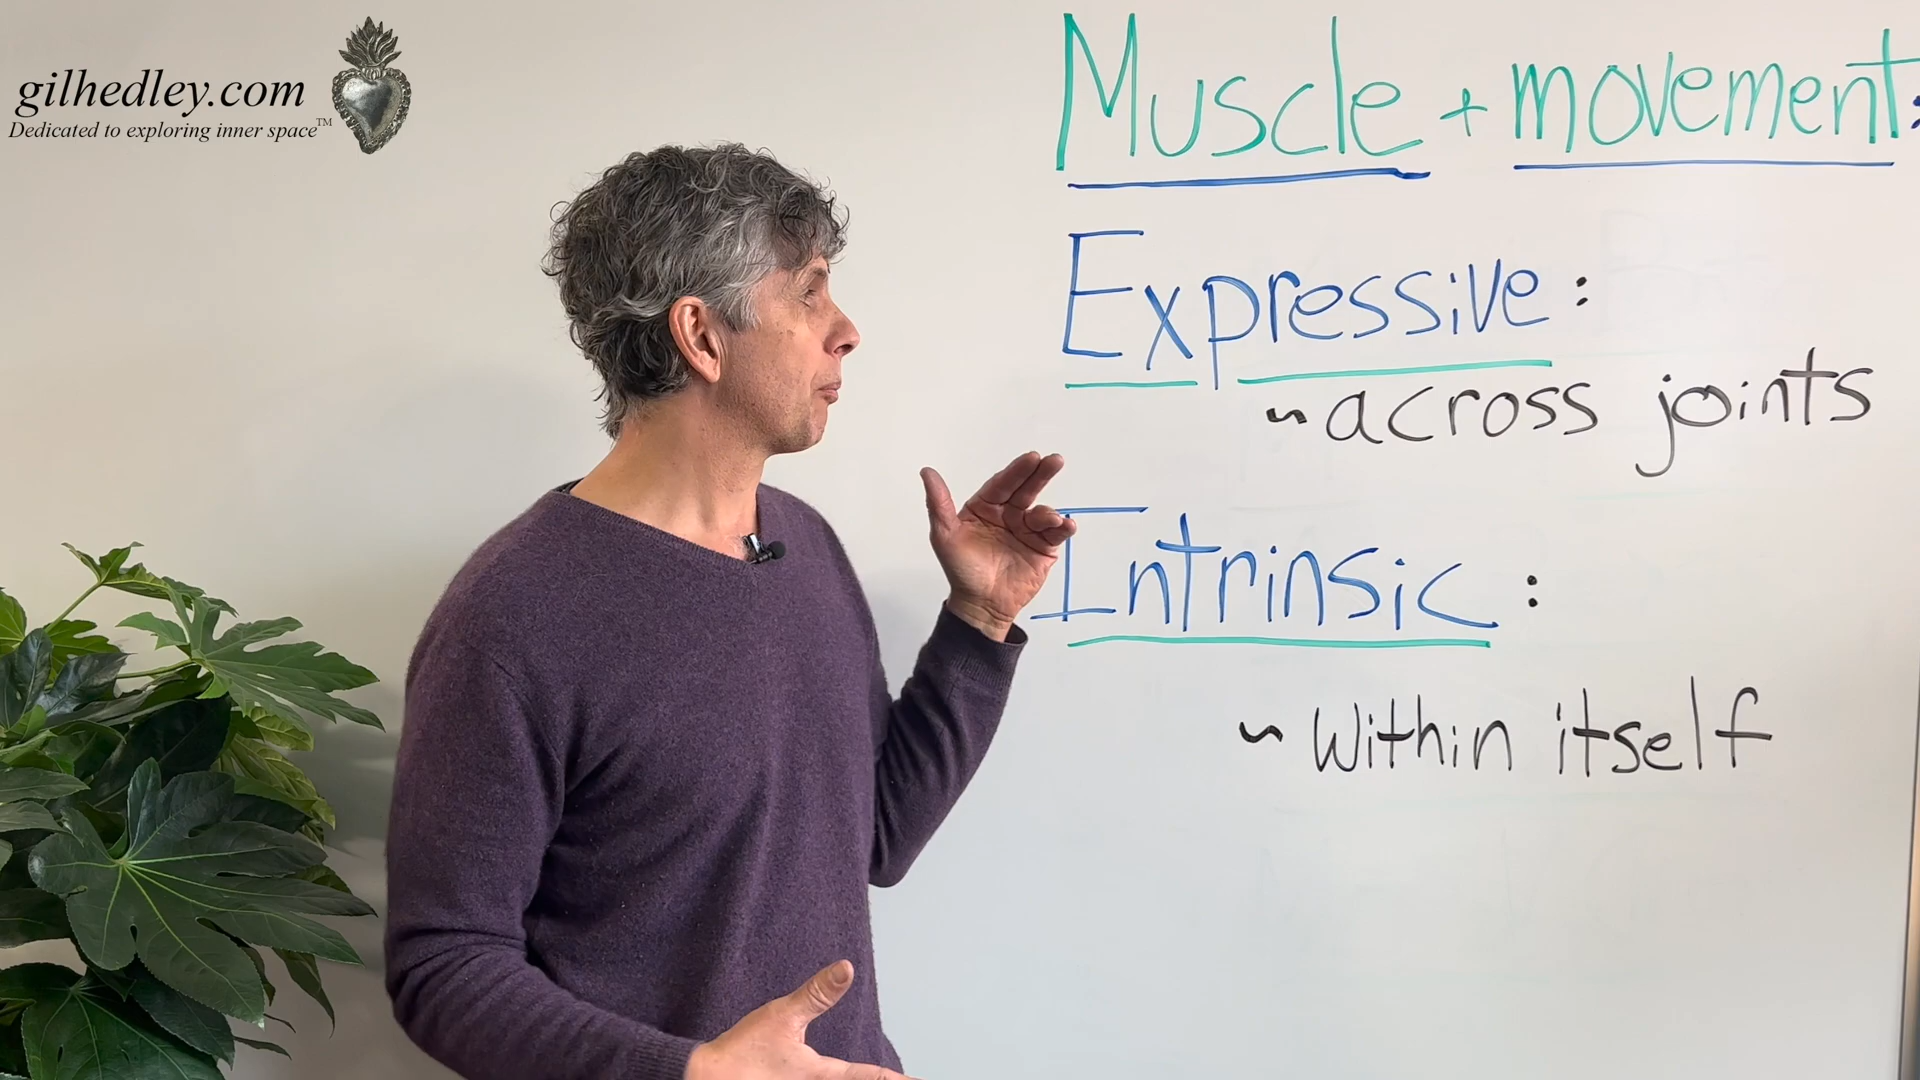 gilhedley.com
Dedicated to exploring inner space™
Muscle + movement:
Expressive:
~across joints
Intrinsic:
~Within itself